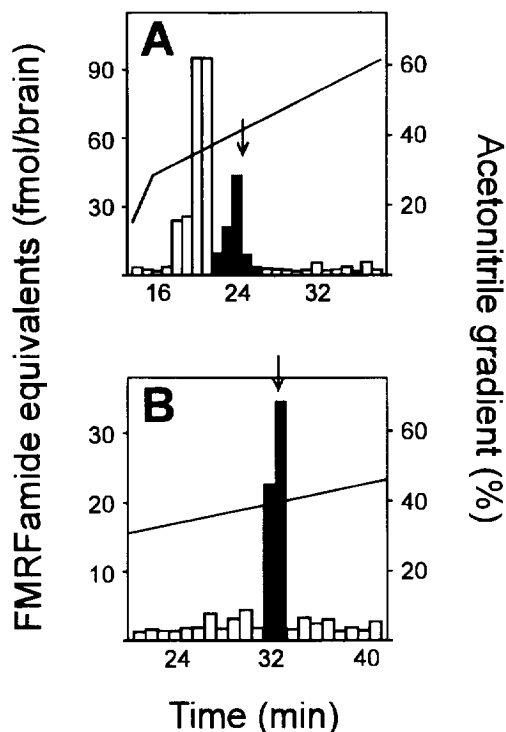 A
90
60
30
60
40
20
16 24 32
B
30
20
10
60
40
20
24 32 40
FMRFamide equivalents (fmol/brain)
Acetonitrile gradient (%)
Time (min)